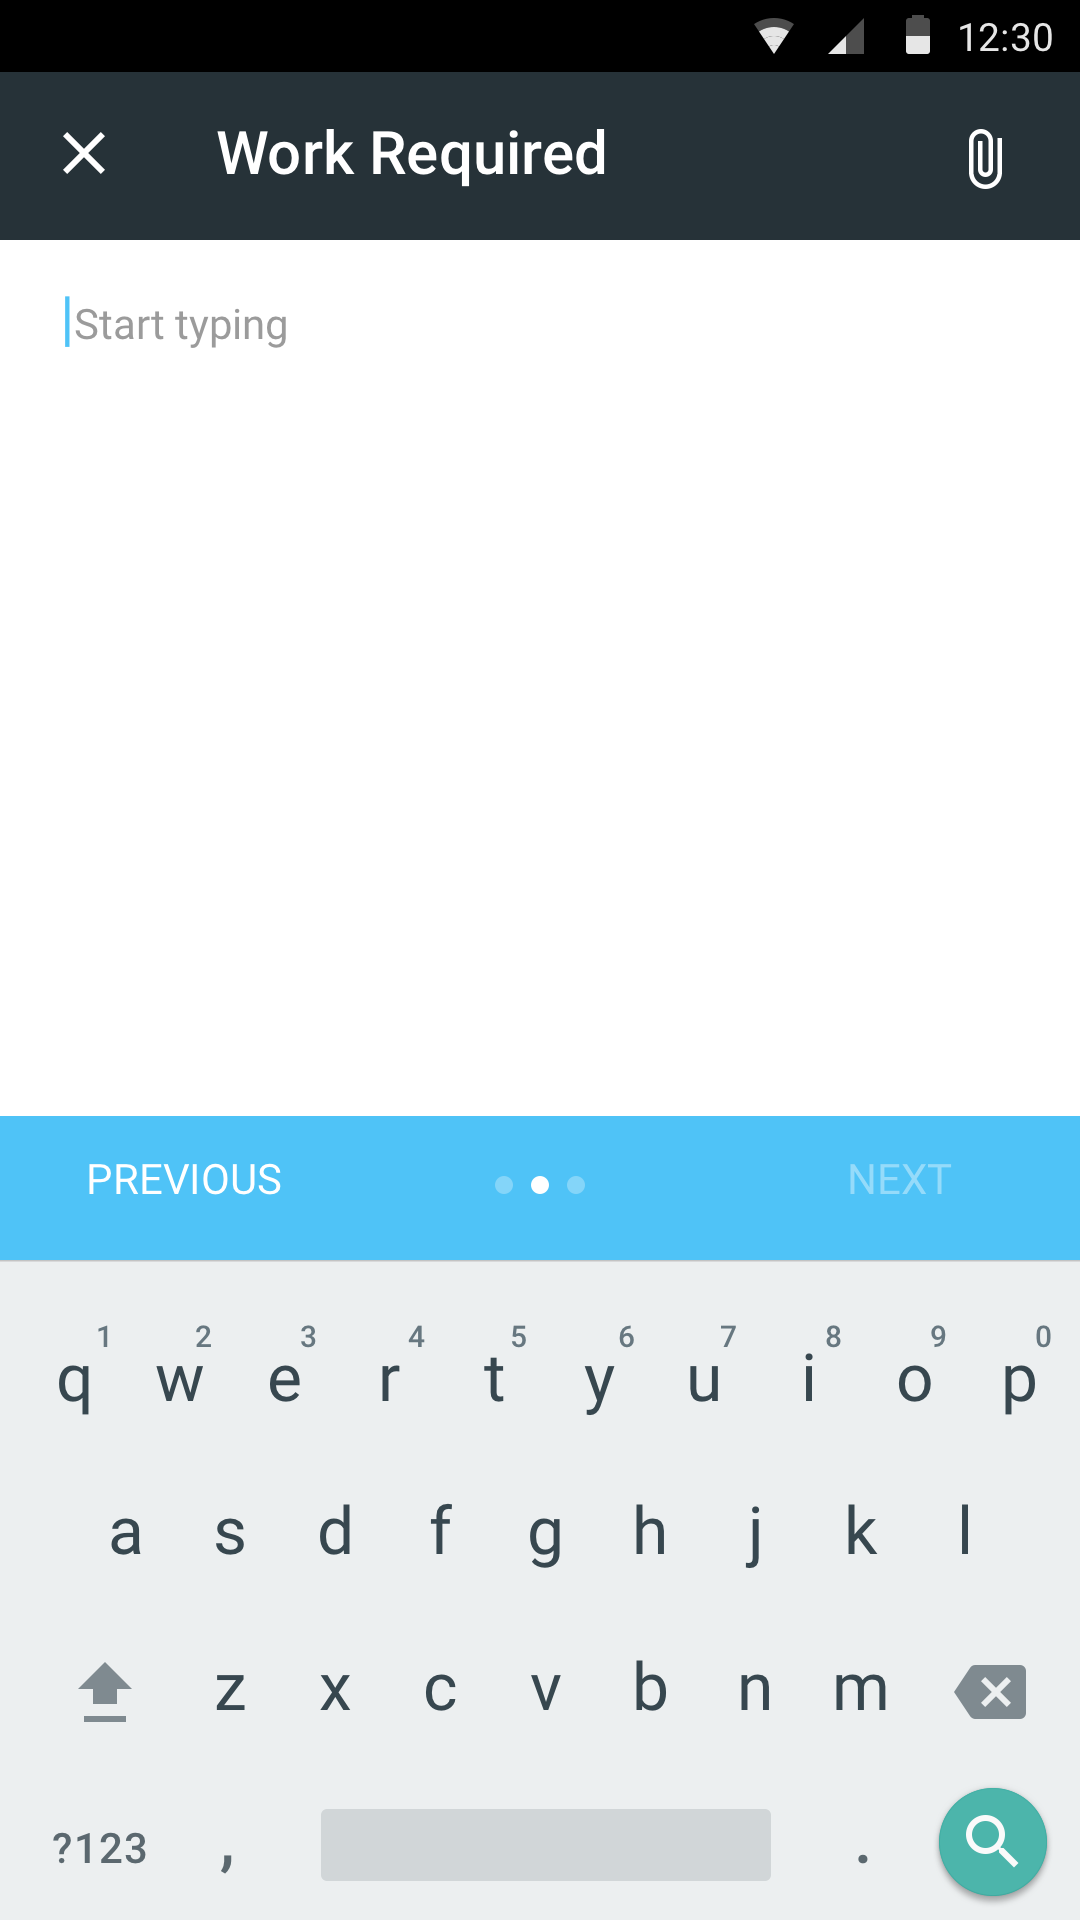 12:30
Work Required
Start typing
PREVIOUS NEXT
1 2 3 4 5 6 7 8 9 0
q w e r t y u i o p
a s d f g h j k l
z x c v b n m
?123 , .